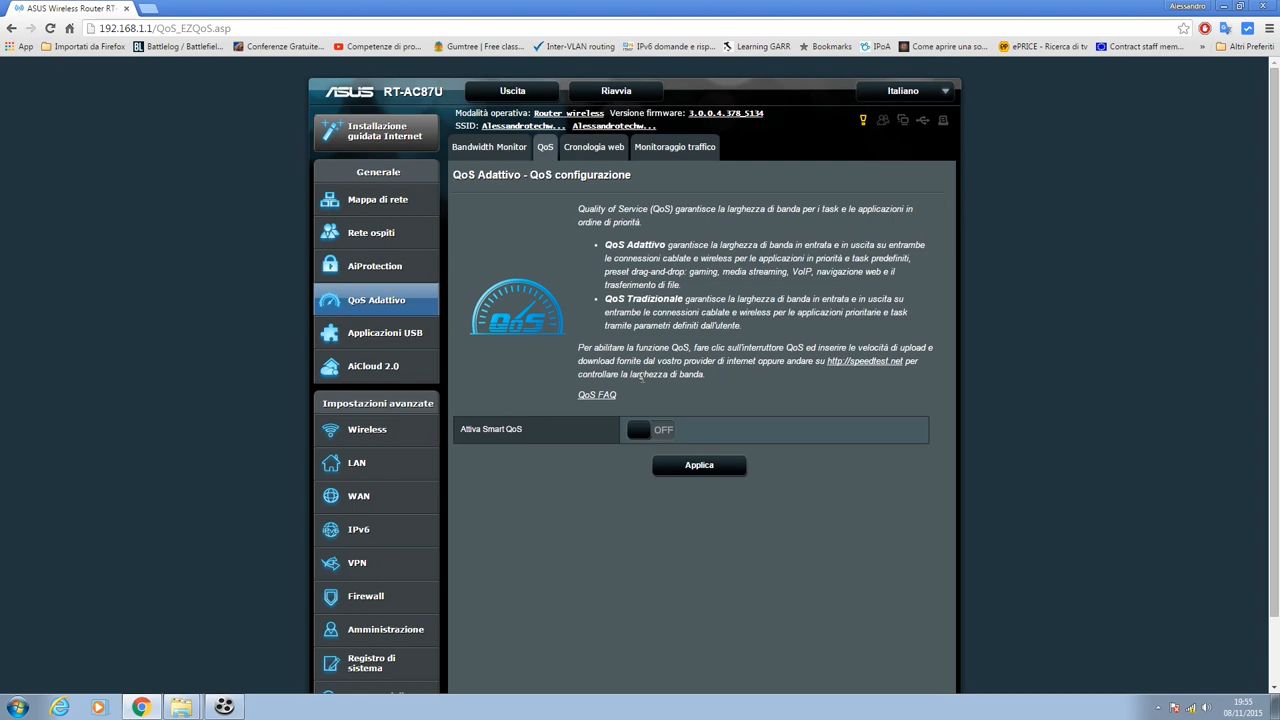 Alessandro
ASUS Wireless Router RT-
192.168.1.1/QoS_EZQoS.asp
App
Importati da Firefox
Battlelog / Battlefiel...
Conferenze Gratuite...
Competenze di pro...
Gumtree | Free class...
Inter-VLAN routing
IPv6 domande e risp...
Learning GARR
Bookmarks
IPoA
Come aprire una so...
ePRICE - Ricerca di tv
Contract staff mem...
»
Altri Preferiti
ASUS RT-AC87U
Uscita
Riavvia
Italiano
Modalità operativa: Router wireless Versione firmware: 3.0.0.4.378_5134
SSID: Alessandrotechw... Alessandrotechw...
Installazione
guidata Internet
Bandwidth Monitor
QoS
Cronologia web
Monitoraggio traffico
Generale
Mappa di rete
Rete ospiti
AiProtection
QoS Adattivo
Applicazioni USB
AiCloud 2.0
Impostazioni avanzate
Wireless
LAN
WAN
IPv6
VPN
Firewall
Amministrazione
Registro di
sistema
QoS Adattivo - QoS configurazione
QoS
Quality of Service (QoS) garantisce la larghezza di banda per i task e le applicazioni in
ordine di priorità.
• QoS Adattivo garantisce la larghezza di banda in entrata e in uscita su entrambe
le connessioni cablate e wireless per le applicazioni in priorità e task predefiniti,
preset drag-and-drop: gaming, media streaming, VoIP, navigazione web e il
trasferimento di file.
• QoS Tradizionale garantisce la larghezza di banda in entrata e in uscita su
entrambe le connessioni cablate e wireless per le applicazioni prioritarie e task
tramite parametri definiti dall'utente.
Per abilitare la funzione QoS, fare clic sull'interruttore QoS ed inserire le velocità di upload e
download fornite dal vostro provider di internet oppure andare su http://speedtest.net per
controllare la larghezza di banda.
QoS FAQ
Attiva Smart QoS
OFF
Applica
19:55
08/11/2015